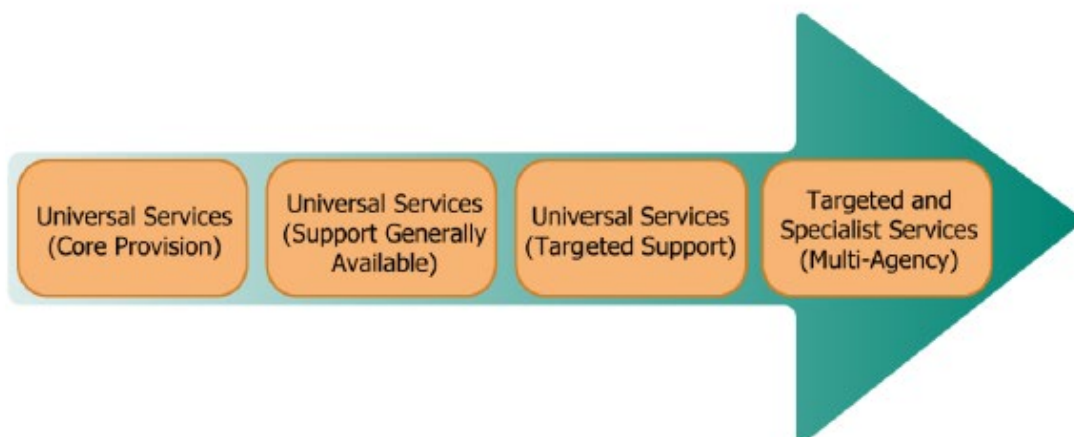 Universal Services
(Core Provision)
Universal Services
(Support Generally
Available)
Universal Services
(Targeted Support)
Targeted and
Specialist Services
(Multi-Agency)